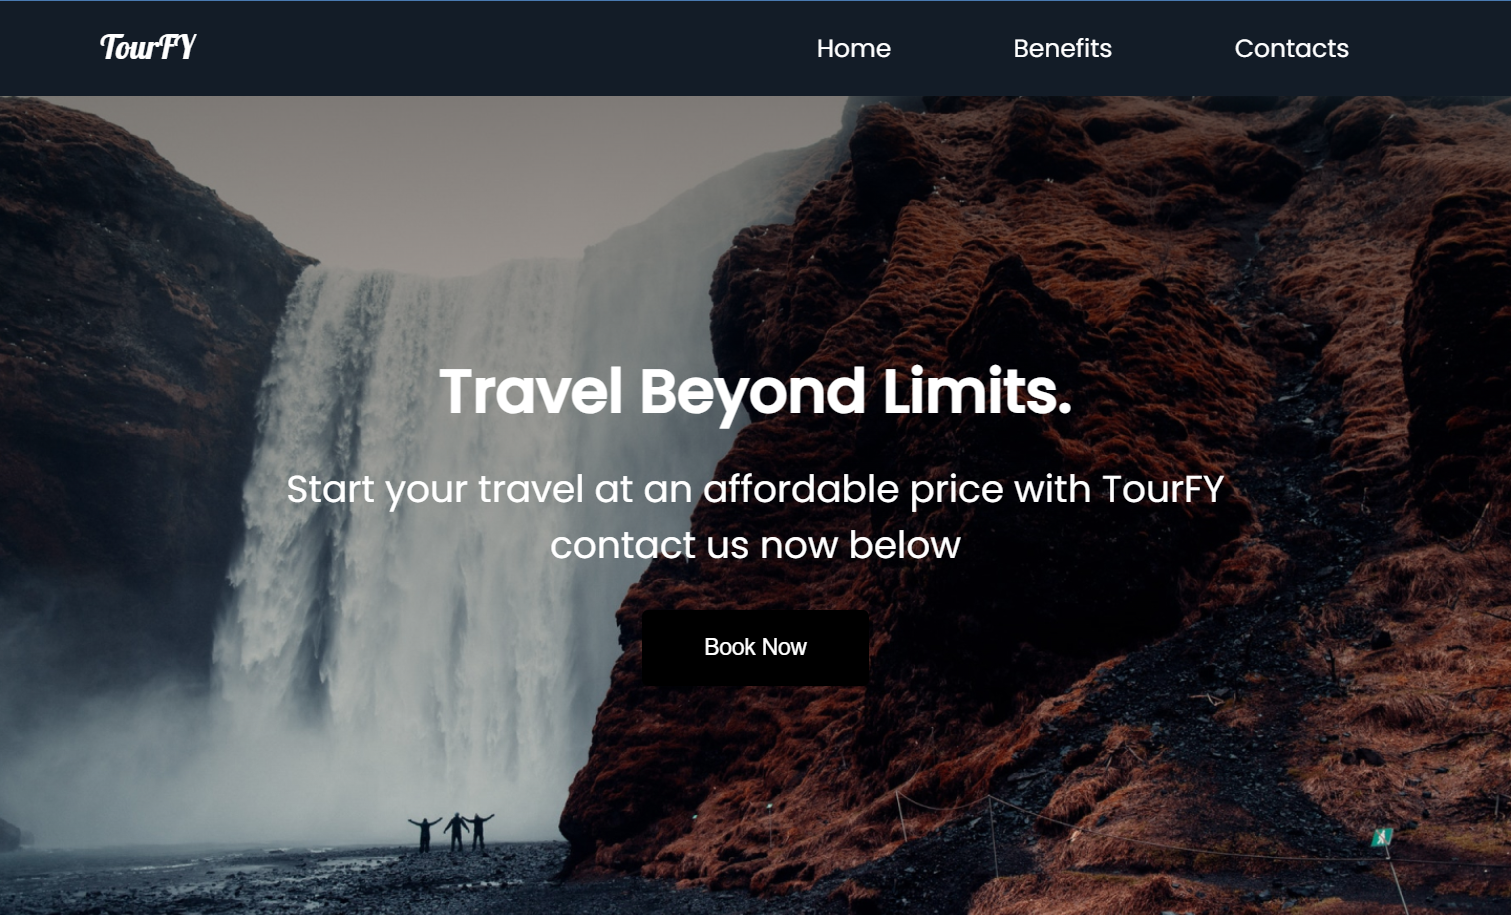 TourFY
Home
Benefits
Contacts
Travel Beyond Limits.
Start your travel at an affordable price with TourFY
contact us now below
Book Now